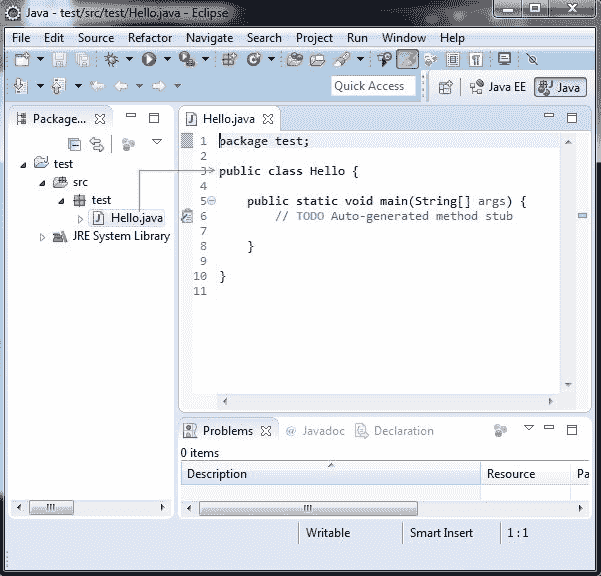 Java - test/src/test/Hello.java - Eclipse
File Edit Source Refactor Navigate Search Project Run Window Help
Quick Access Java EE Java
Package...
test
src
test
Hello.java
JRE System Library
Hello.java
1 package test;
2
3 public class Hello {
4
5 public static void main(String[] args) {
6 // TODO Auto-generated method stub
7
8 }
9
10 }
11
Problems @ Javadoc Declaration
0 items
Description Resource Pa
Writable Smart Insert 1 : 1